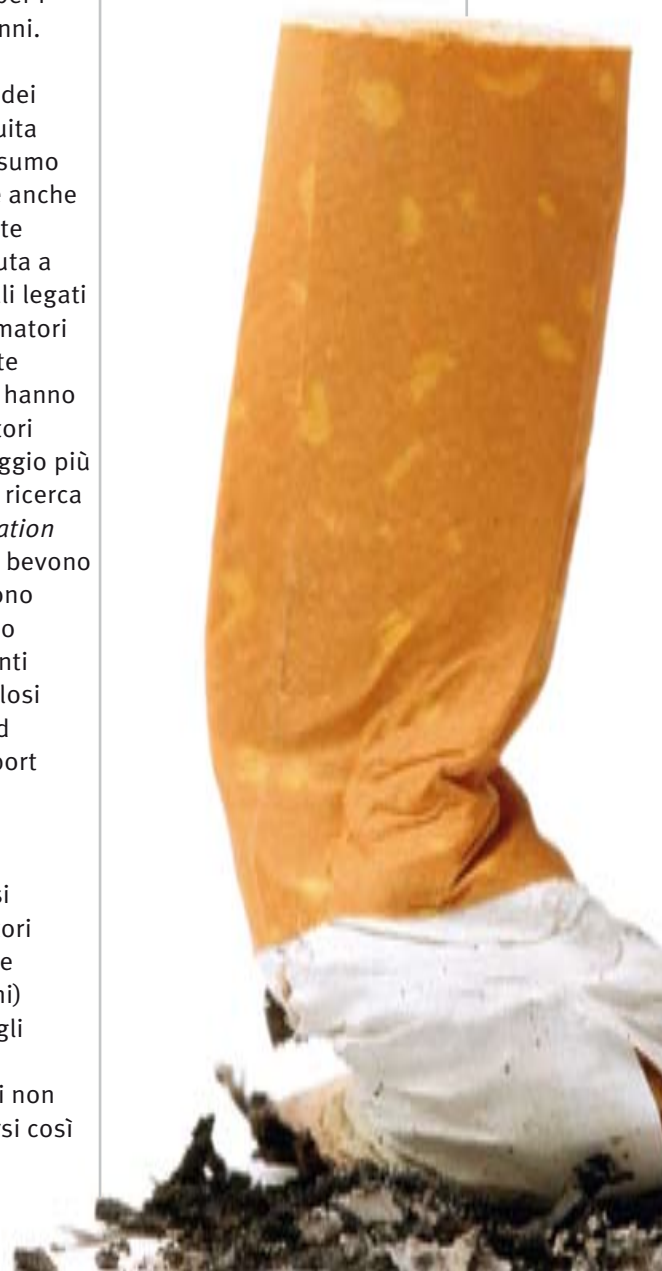 nni.
dei
uita
sumo
anche
te
uta a
li legati
matori
te
hanno
tori
ggio più
ricerca
ation
bevono
ono
o
nti
losi
d
port
si
ori
e
ni)
gli
i non
rsi così